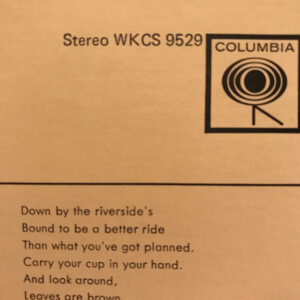 Stereo WKCS 9529
COLUMBIA
Down by the riverside's
Bound to be a better ride
Than what you've got planned.
Carry your cup in your hand.
And look around,
Leaves are brown